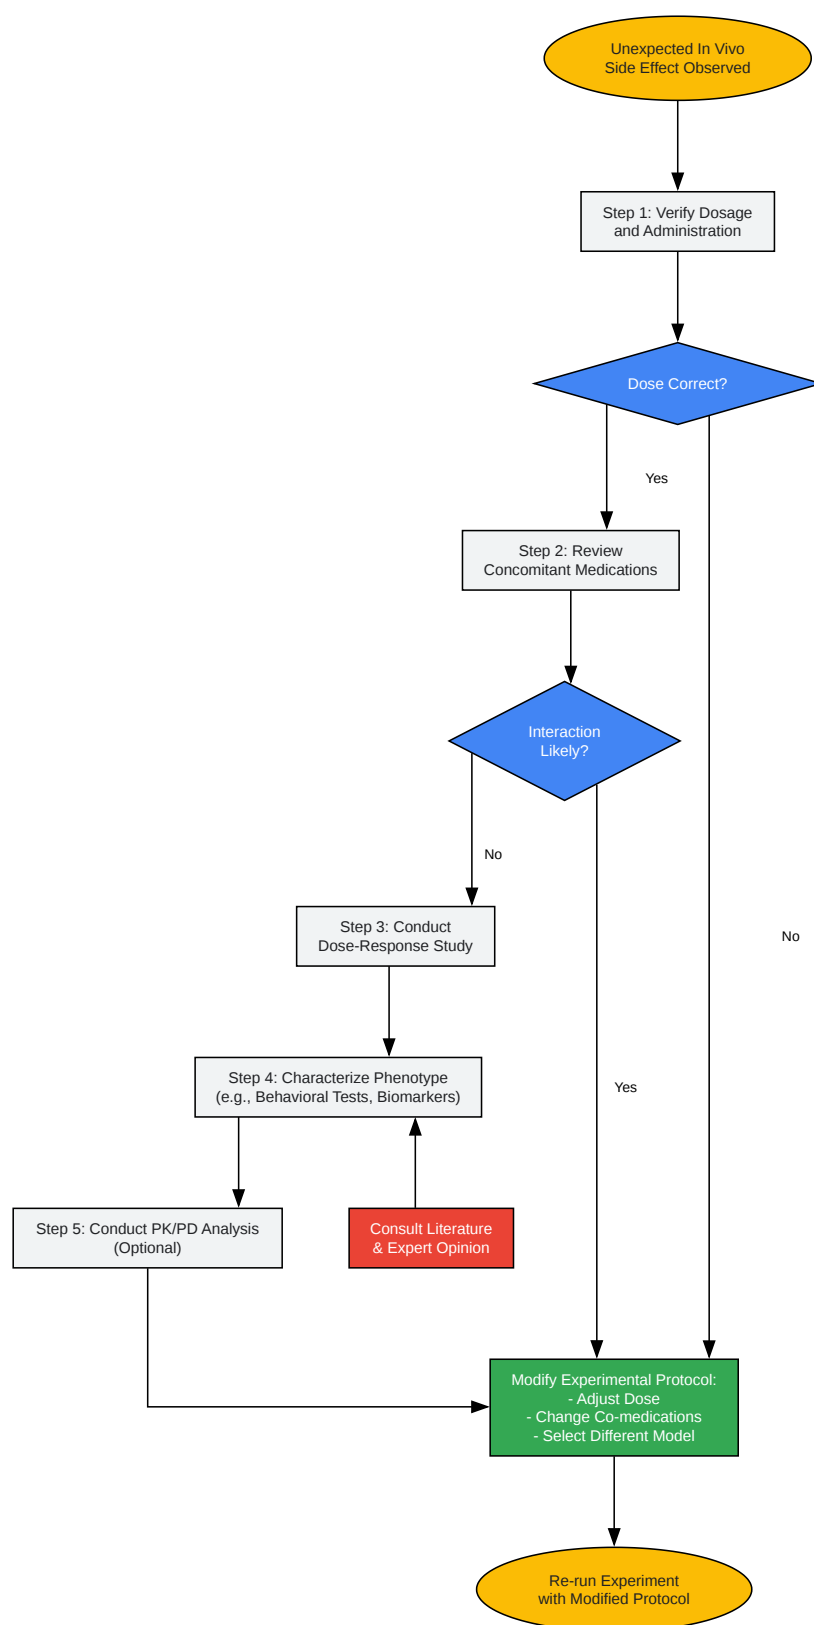 Unexpected In Vivo
Side Effect Observed
Step 1: Verify Dosage
and Administration
Dose Correct?
Yes
Step 2: Review
Concomitant Medications
Interaction
Likely?
No
Step 3: Conduct
Dose-Response Study
No
Step 4: Characterize Phenotype
(e.g., Behavioral Tests, Biomarkers)
Yes
Step 5: Conduct PK/PD Analysis
(Optional)
Consult Literature
& Expert Opinion
Modify Experimental Protocol:
- Adjust Dose
- Change Co-medications
- Select Different Model
Re-run Experiment
with Modified Protocol